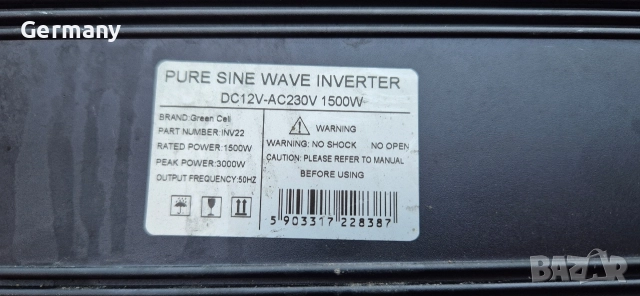 Germany
PURE SINE WAVE INVERTER
DC12V-AC230V 1500W
BRAND:Green Cell
PART NUMBER:INV22
RATED POWER:1500W
PEAK POWER:3000W
OUTPUT FREQUENCY:50HZ
WARNING
WARNING: NO SHOCK NO OPEN
CAUTION: PLEASE REFER TO MANUAL
BEFORE USING
5 903317 228387
BAZAR.BG